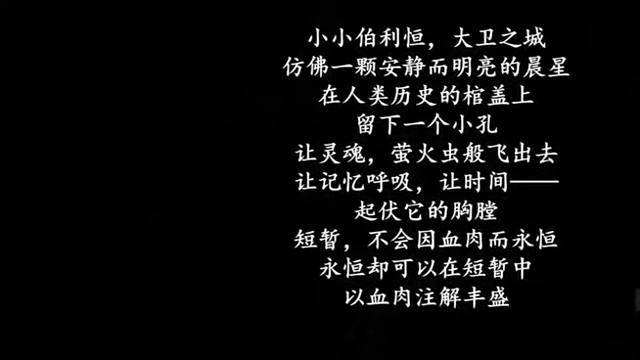 小小伯利恒，大卫之城
仿佛一颗安静而明亮的晨星
在人类历史的棺盖上
留下一个小孔
让灵魂，萤火虫般飞出去
让记忆呼吸，让时间——
起伏它的胸膛
短暂，不会因血肉而永恒
永恒却可以在短暂中
以血肉注解丰盛